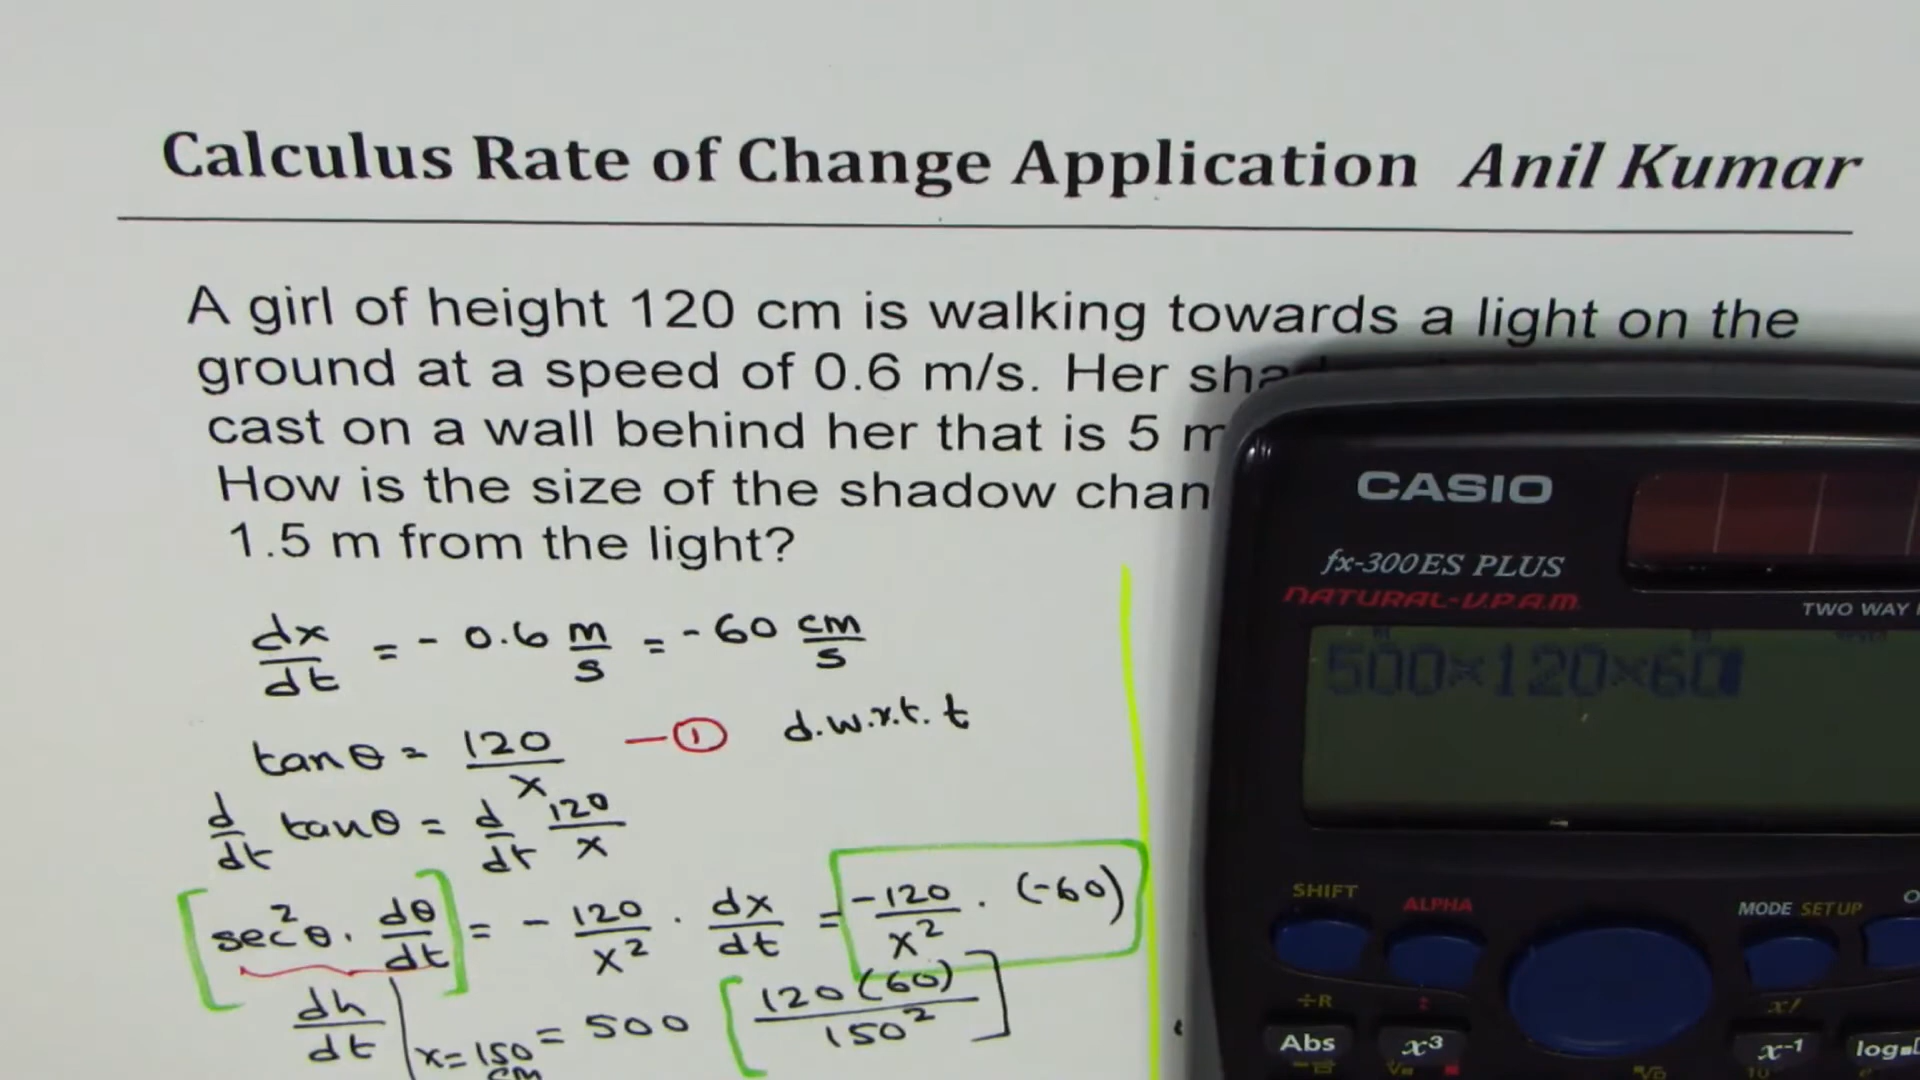 Calculus Rate of Change Application Anil Kumar
A girl of height 120 cm is walking towards a light on the
ground at a speed of 0.6 m/s. Her shad
cast on a wall behind her that is 5 m
How is the size of the shadow chan
1.5 m from the light?
dx/dt = - 0.6 m/s = - 60 cm/s
tanθ = 120/x — ① d.w.r.t. t
d/dt tanθ = d/dt 120/x
[sec²θ · dθ/dt] = - 120/x² · dx/dt = -120/x² · (-60)
dh/dt | x=150 cm = 500 [120(60)/150²]
CASIO
fx-300ES PLUS
NATURAL-V.P.A.M.
TWO WAY
500×120×60
SHIFT
ALPHA
MODE SETUP
÷R
x!
Abs
x³
x⁻¹
log